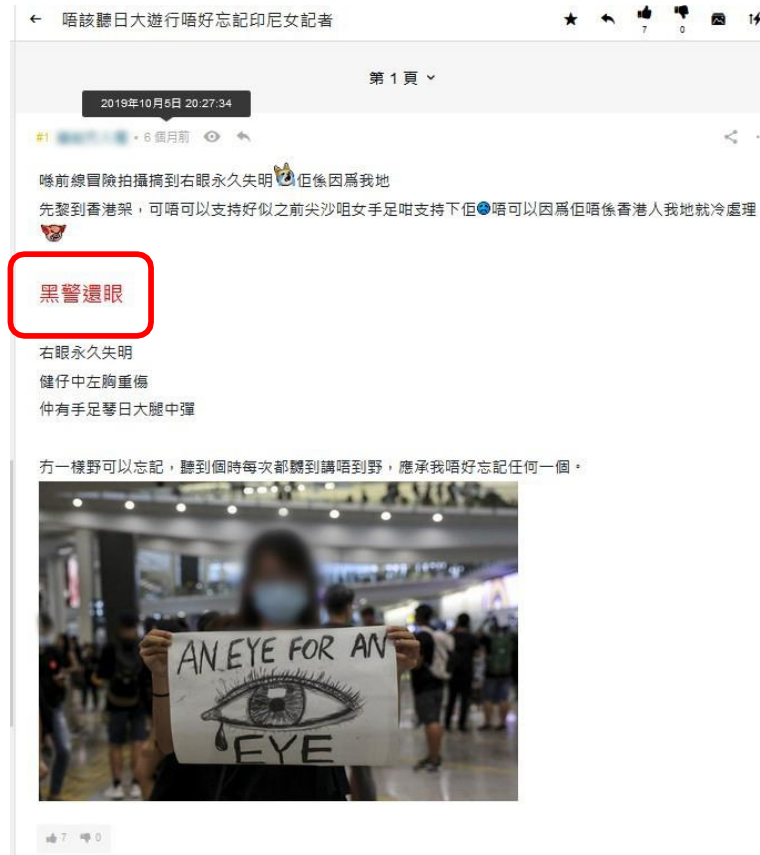 唔該聽日大遊行唔好忘記印尼女記者
7
0
第 1 頁
2019年10月5日 20:27:34
#1
• 6 個月前
喺前線冒險拍攝搞到右眼永久失明佢係因爲我地
先黎到香港架，可唔可以支持好似之前尖沙咀女手足咁支持下佢唔可以因爲佢唔係香港人我地就冷處理
黑警還眼
右眼永久失明
健仔中左胸重傷
仲有手足琴日大腿中彈
冇一樣野可以忘記，聽到個時每次都嬲到講唔到野，應承我唔好忘記任何一個。
AN EYE FOR AN
EYE
7
0